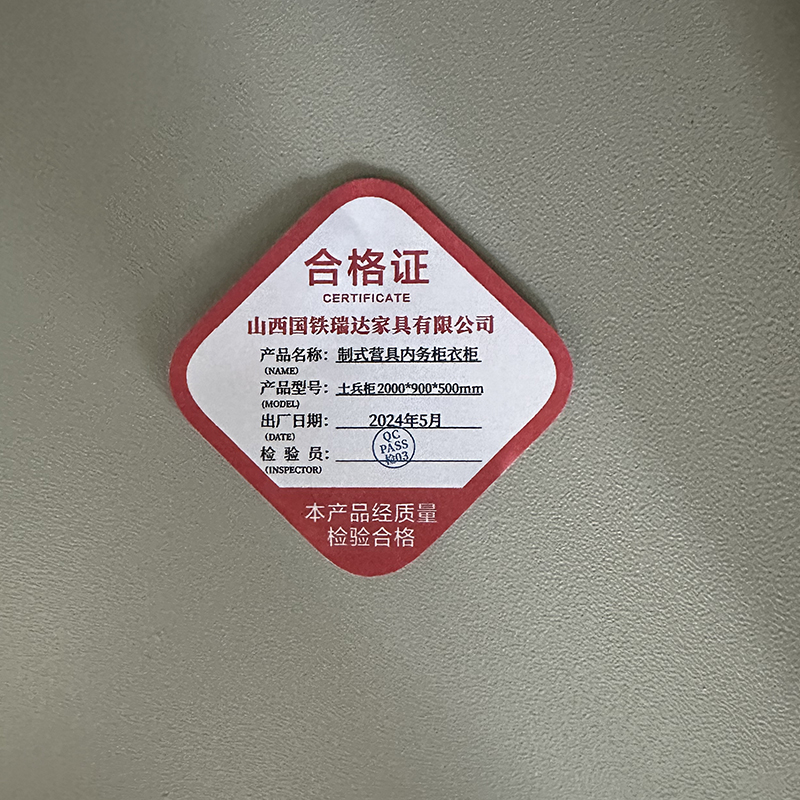 合格证
CERTIFICATE
山西国铁瑞达家具有限公司
产品名称：制式营具内务柜衣柜
(NAME)
产品型号：士兵柜2000*900*500mm
(MODEL)
出厂日期：2024年5月
(DATE)
QC
PASS
检验员：检03
(INSPECTOR)
本产品经质量
检验合格